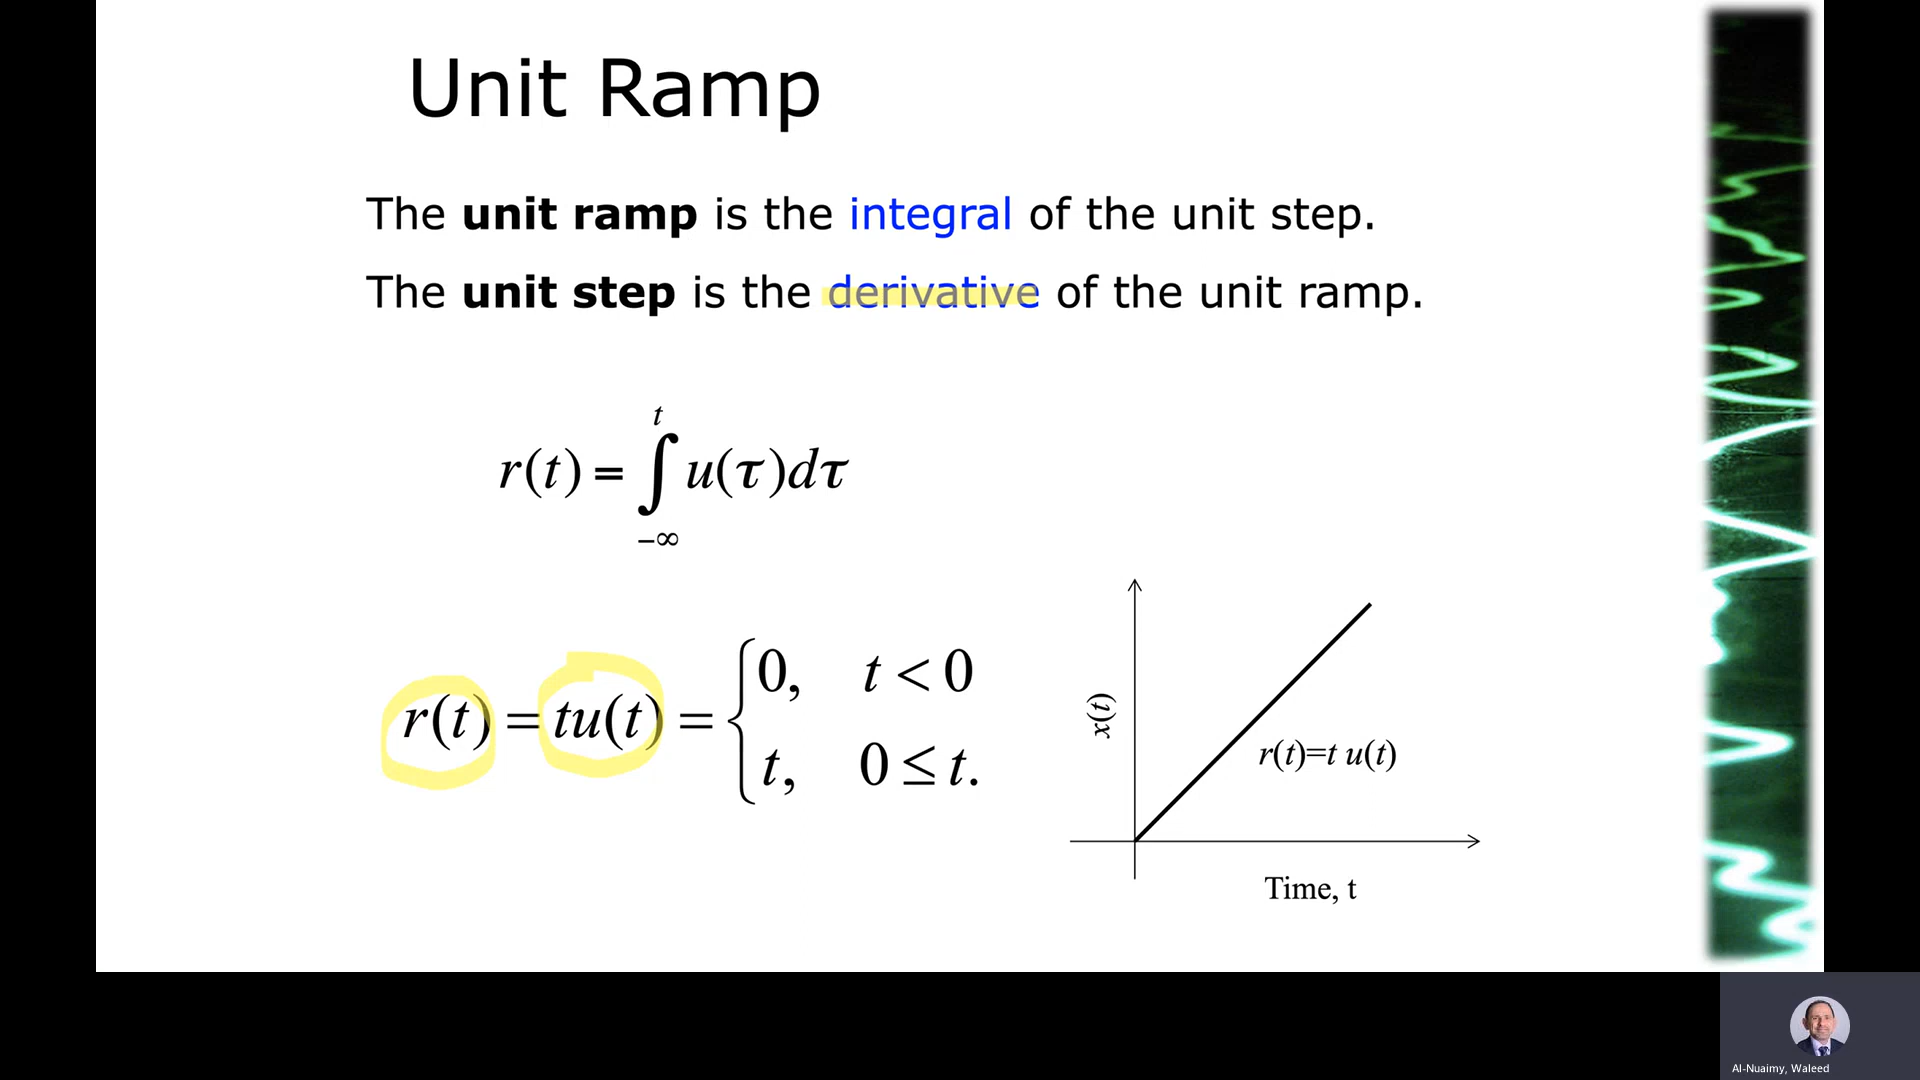 Unit Ramp
The unit ramp is the integral of the unit step.
The unit step is the derivative of the unit ramp.
t
r(t) = ∫ u(τ)dτ
−∞
r(t) = tu(t) = {0, t < 0
t, 0 ≤ t.
x(t)
r(t)=t u(t)
Time, t
Al-Nuaimy, Waleed